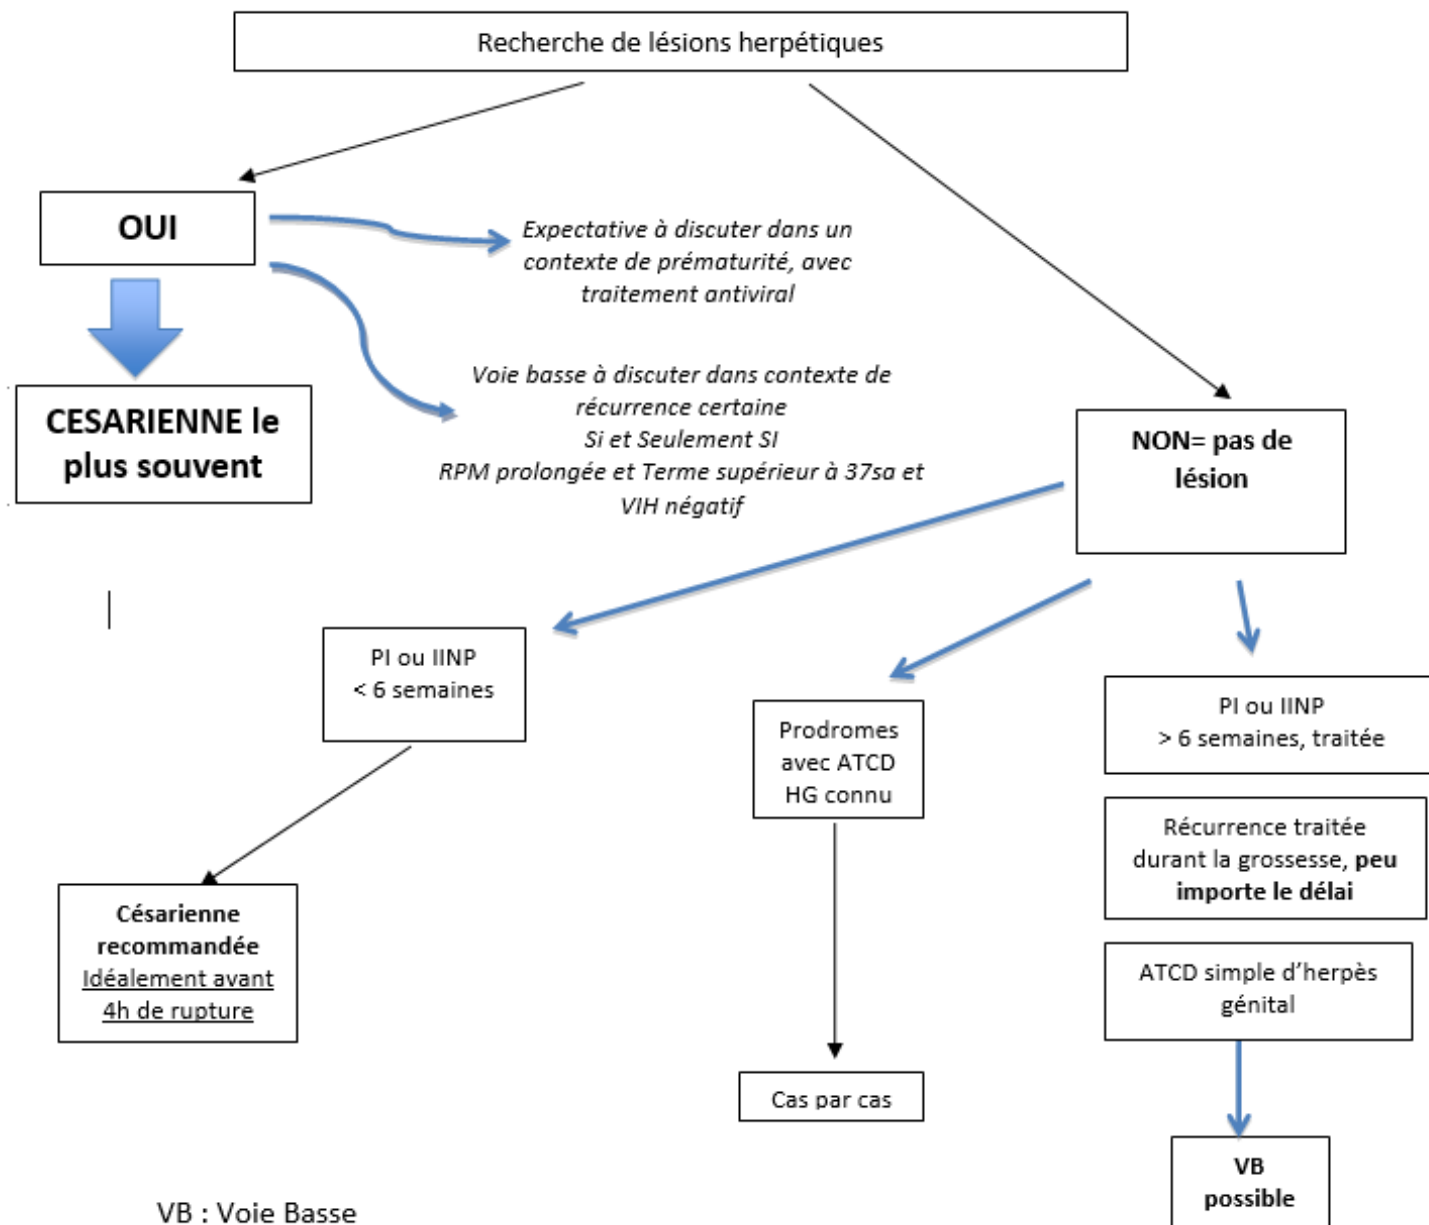 Recherche de lésions herpétiques
OUI
Expectative à discuter dans un
contexte de prématurité, avec
traitement antiviral
CESARIENNE le
plus souvent
Voie basse à discuter dans contexte de
récurrence certaine
Si et Seulement SI
RPM prolongée et Terme supérieur à 37sa et
VIH négatif
NON= pas de
lésion
PI ou IINP
< 6 semaines
Prodromes
avec ATCD
HG connu
PI ou IINP
> 6 semaines, traitée
Récurrence traitée
durant la grossesse, peu
importe le délai
ATCD simple d’herpès
génital
Césarienne
recommandée
Idéalement avant
4h de rupture
Cas par cas
VB
possible
VB : Voie Basse